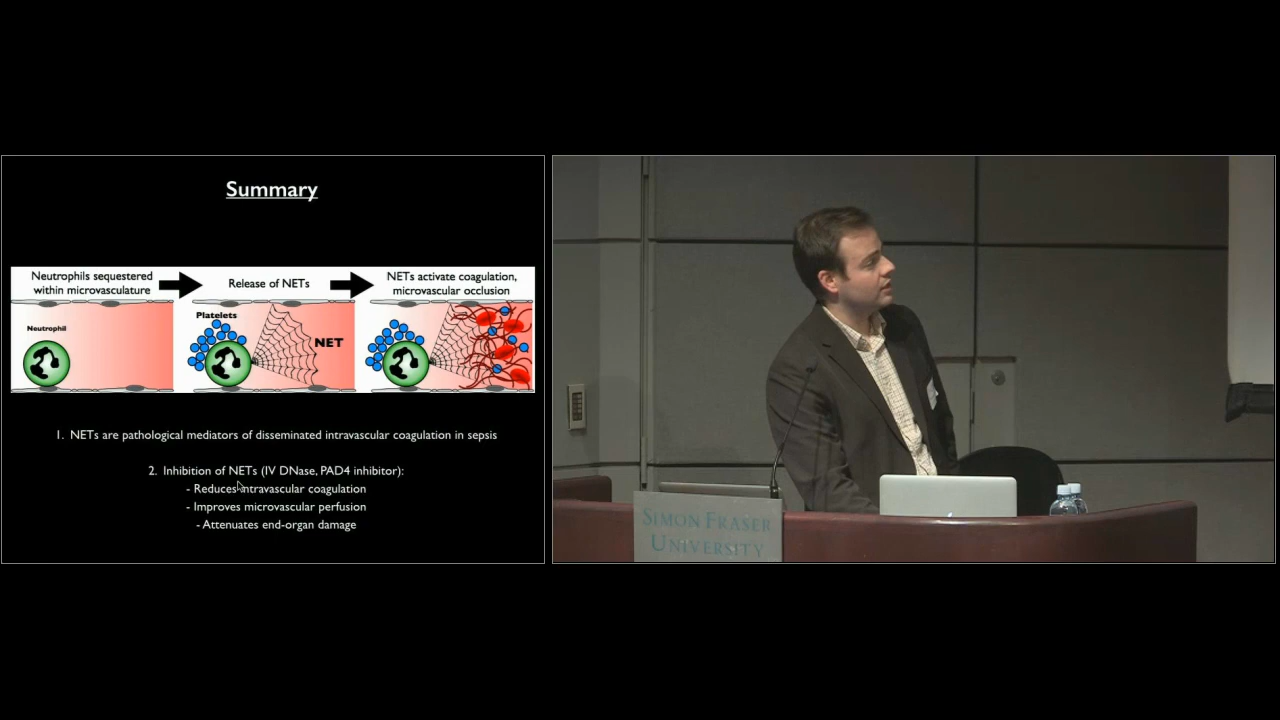 Summary
Neutrophils sequestered
within microvasculature
Release of NETs
NETs activate coagulation,
microvascular occlusion
Neutrophil
Platelets
NET
1. NETs are pathological mediators of disseminated intravascular coagulation in sepsis
2. Inhibition of NETs (IV DNase, PAD4 inhibitor):
- Reduces intravascular coagulation
- Improves microvascular perfusion
- Attenuates end-organ damage
SIMON FRASER
UNIVERSITY